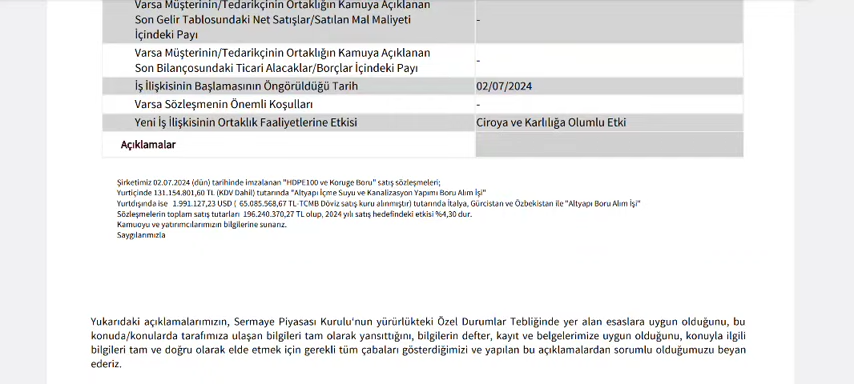 Varsa Müşterinin/Tedarikçinin Ortaklığın Kamuya Açıklanan
Son Gelir Tablosundaki Net Satışlar/Satılan Mal Maliyeti
İçindeki Payı
-
Varsa Müşterinin/Tedarikçinin Ortaklığın Kamuya Açıklanan
Son Bilançosundaki Ticari Alacaklar/Borçlar İçindeki Payı
-
İş İlişkisinin Başlamasının Öngörüldüğü Tarih
02/07/2024
Varsa Sözleşmenin Önemli Koşulları
-
Yeni İş İlişkisinin Ortaklık Faaliyetlerine Etkisi
Ciroya ve Karlılığa Olumlu Etki
Açıklamalar
Şirketimiz 02.07.2024 (dün) tarihinde imzalanan "HDPE100 ve Koruge Boru" satış sözleşmeleri;
Yurtiçinde 131.154.801,60 TL (KDV Dahil) tutarında "Altyapı İçme Suyu ve Kanalizasyon Yapımı Boru Alım İşi"
Yurtdışında ise 1.991.127,23 USD ( 65.085.568,67 TL-TCMB Döviz satış kuru alınmıştır) tutarında İtalya, Gürcistan ve Özbekistan ile "Altyapı Boru Alım İşi"
Sözleşmelerin toplam satış tutarları 196.240.370,27 TL olup, 2024 yılı satış hedefindeki etkisi %4,30 dur.
Kamuoyu ve yatırımcılarımızın bilgilerine sunarız.
Saygılarımızla
Yukarıdaki açıklamalarımızın, Sermaye Piyasası Kurulu'nun yürürlükteki Özel Durumlar Tebliğinde yer alan esaslara uygun olduğunu, bu
konuda/konularda tarafımıza ulaşan bilgileri tam olarak yansıttığını, bilgilerin defter, kayıt ve belgelerimize uygun olduğunu, konuyla ilgili
bilgileri tam ve doğru olarak elde etmek için gerekli tüm çabaları gösterdiğimizi ve yapılan bu açıklamalardan sorumlu olduğumuzu beyan
ederiz.